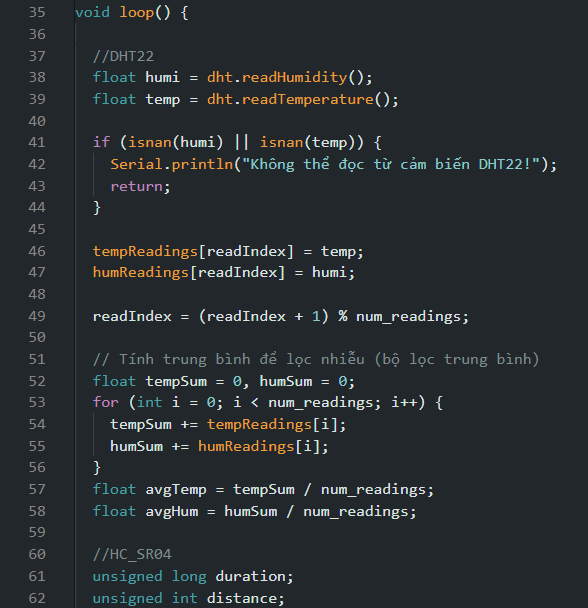 35 void loop() {
36
37 //DHT22
38 float humi = dht.readHumidity();
39 float temp = dht.readTemperature();
40
41 if (isnan(humi) || isnan(temp)) {
42 Serial.println("Không thể đọc từ cảm biến DHT22!");
43 return;
44 }
45
46 tempReadings[readIndex] = temp;
47 humReadings[readIndex] = humi;
48
49 readIndex = (readIndex + 1) % num_readings;
50
51 // Tính trung bình để lọc nhiễu (bộ lọc trung bình)
52 float tempSum = 0, humSum = 0;
53 for (int i = 0; i < num_readings; i++) {
54 tempSum += tempReadings[i];
55 humSum += humReadings[i];
56 }
57 float avgTemp = tempSum / num_readings;
58 float avgHum = humSum / num_readings;
59
60 //HC_SR04
61 unsigned long duration;
62 unsigned int distance;